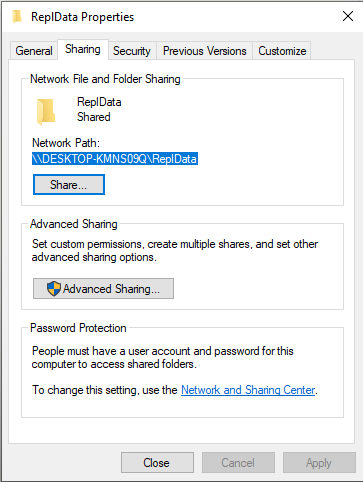 ReplData Properties
General Sharing Security Previous Versions Customize
Network File and Folder Sharing
ReplData
Shared
Network Path:
\\DESKTOP-KMNS09Q\ReplData
Share...
Advanced Sharing
Set custom permissions, create multiple shares, and set other
advanced sharing options.
Advanced Sharing...
Password Protection
People must have a user account and password for this
computer to access shared folders.
To change this setting, use the Network and Sharing Center.
Close Cancel Apply